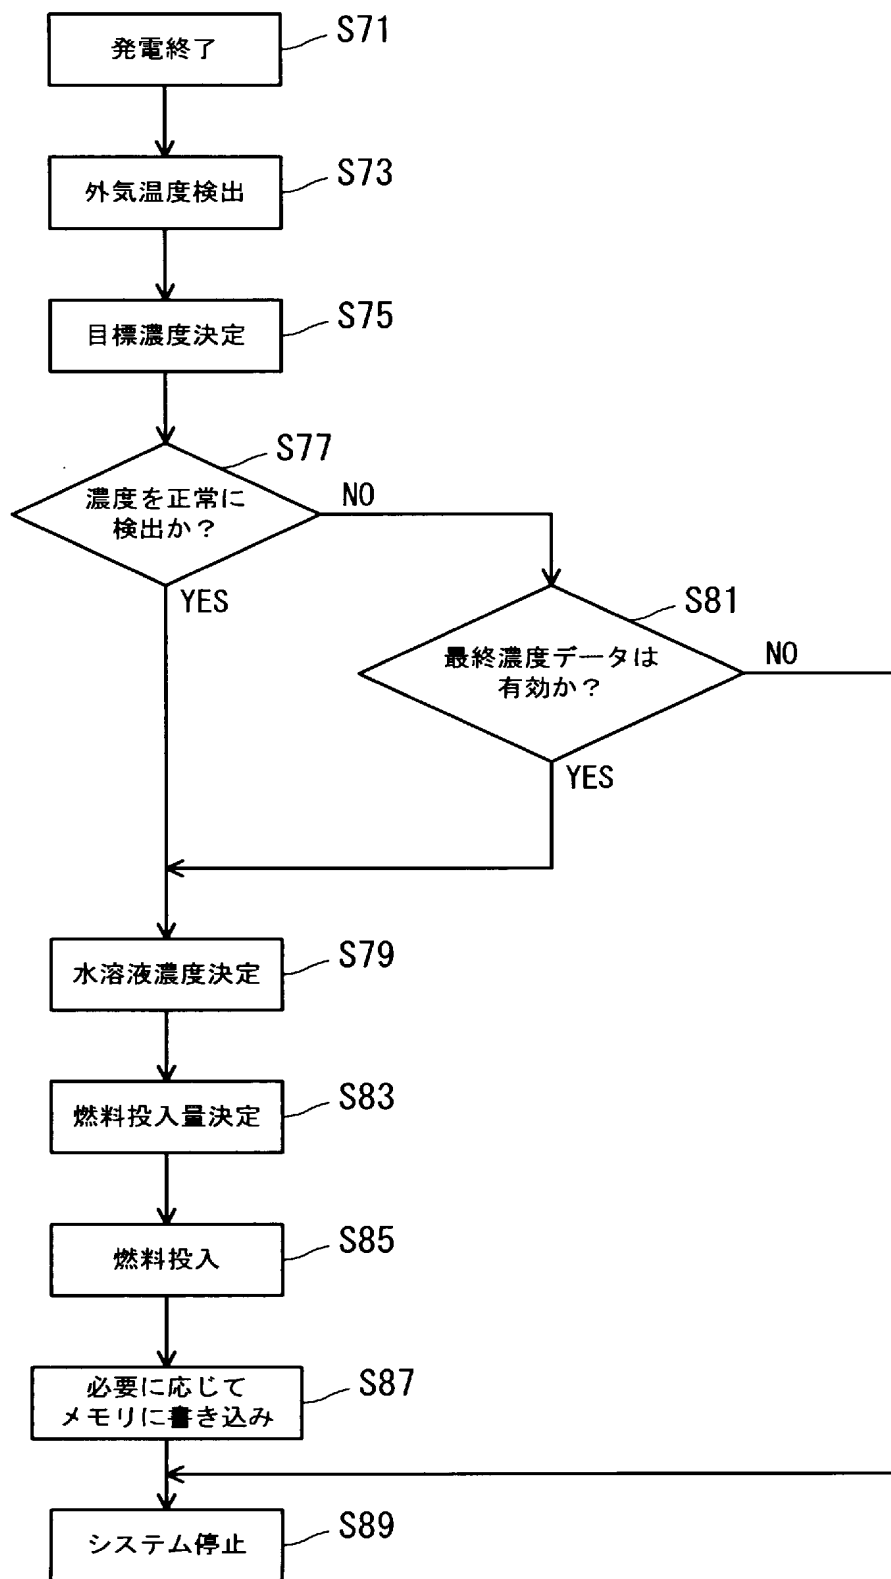 発電終了
S71
外気温度検出
S73
目標濃度決定
S75
濃度を正常に
検出か？
S77
NO
YES
最終濃度データは
有効か？
S81
NO
YES
水溶液濃度決定
S79
燃料投入量決定
S83
燃料投入
S85
必要に応じて
メモリに書き込み
S87
システム停止
S89